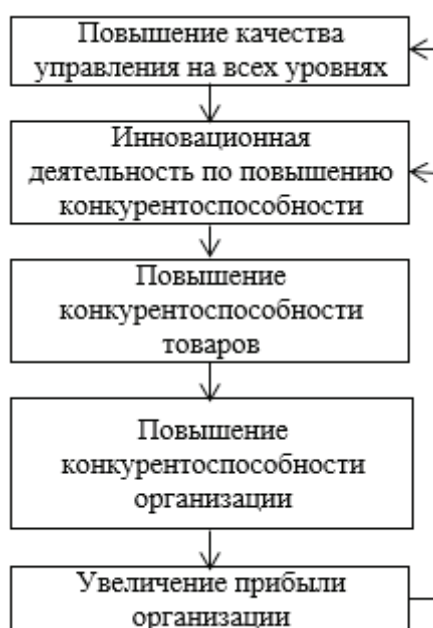 Повышение качества
управления на всех уровнях
Инновационная
деятельность по повышению
конкурентоспособности
Повышение
конкурентоспособности
товаров
Повышение
конкурентоспособности
организации
Увеличение прибыли
организации